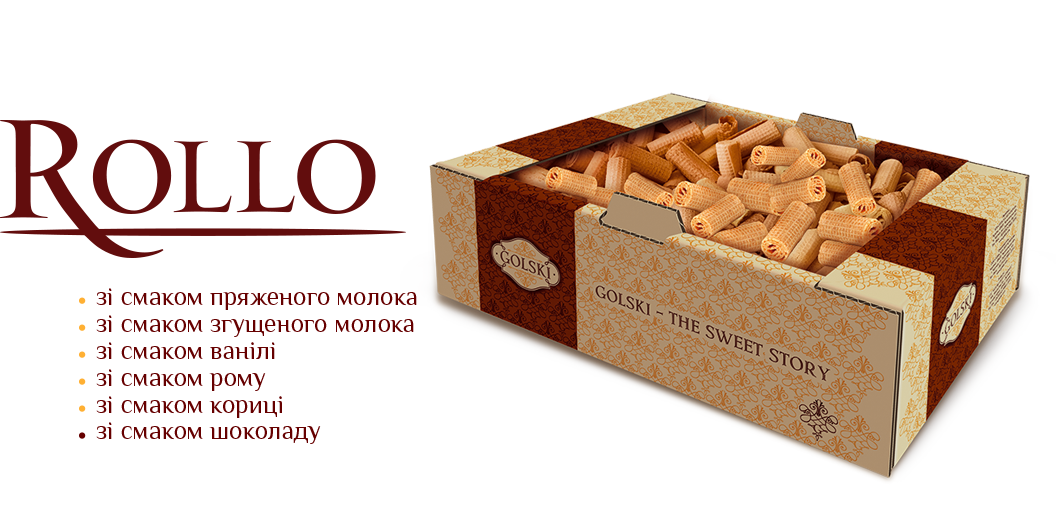 ROLLO
зі смаком пряженого молока
зі смаком згущеного молока
зі смаком ванілі
зі смаком рому
зі смаком кориці
зі смаком шоколаду
GOLSKI
GOLSKI – THE SWEET STORY
GOLSKI